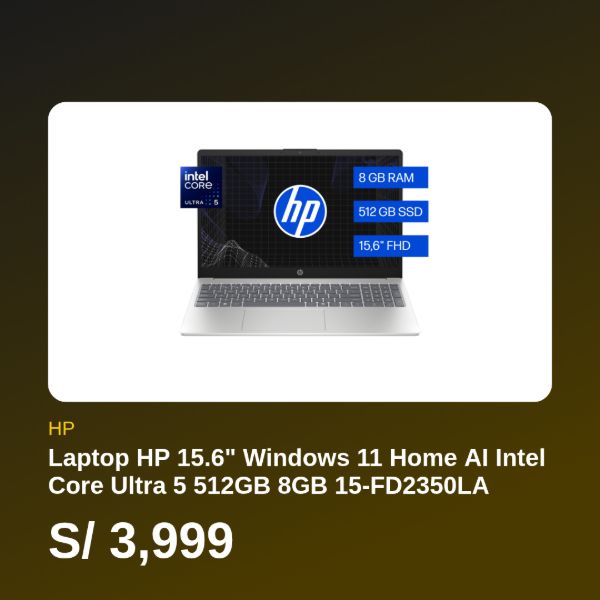 intel
CORE
ULTRA 5
hp
8 GB RAM
512 GB SSD
15,6" FHD
HP
Laptop HP 15.6" Windows 11 Home AI Intel
Core Ultra 5 512GB 8GB 15-FD2350LA
S/ 3,999